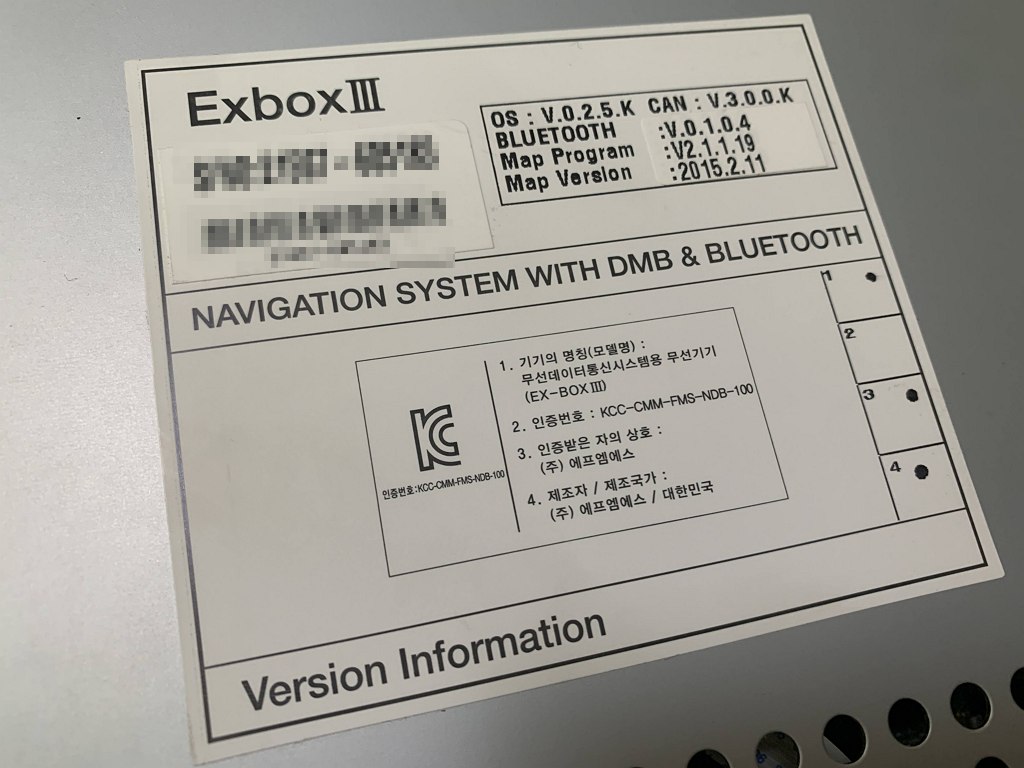 ExboxⅢ
OS : V.0.2.5.K CAN : V.3.0.0.K
BLUETOOTH :V.0.1.0.4
Map Program :V2.1.1.19
Map Version :2015.2.11
NAVIGATION SYSTEM WITH DMB & BLUETOOTH
인증번호:KCC-CMM-FMS-NDB-100
1. 기기의 명칭(모델명) :
무선데이터통신시스템용 무선기기
(EX-BOXⅢ)
2. 인증번호 : KCC-CMM-FMS-NDB-100
3. 인증받은 자의 상호 :
(주) 에프엠에스
4. 제조자 / 제조국가 :
(주) 에프엠에스 / 대한민국
1
2
3
4
Version Information